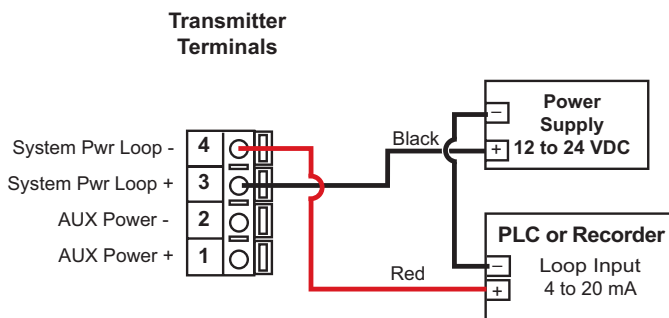 Transmitter
Terminals
System Pwr Loop -
4
System Pwr Loop +
3
AUX Power -
2
AUX Power +
1
Black
Red
–
Power
Supply
+
12 to 24 VDC
PLC or Recorder
–
Loop Input
+
4 to 20 mA